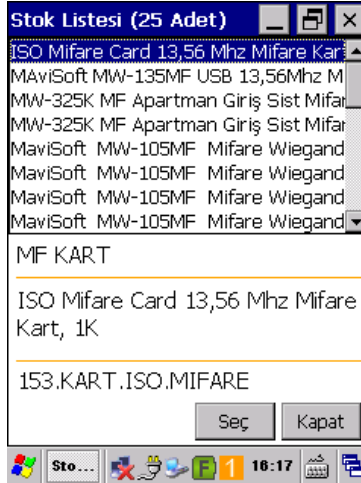 Stok Listesi (25 Adet)
ISO Mifare Card 13,56 Mhz Mifare Kart
MAviSoft MW-135MF USB 13,56Mhz M
MW-325K MF Apartman Giriş Sist Mifar
MW-325K MF Apartman Giriş Sist Mifar
MaviSoft MW-105MF Mifare Wiegand
MaviSoft MW-105MF Mifare Wiegand
MaviSoft MW-105MF Mifare Wiegand
MaviSoft MW-105MF Mifare Wiegand
MF KART
ISO Mifare Card 13,56 Mhz Mifare
Kart, 1K
153.KART.ISO.MIFARE
Seç Kapat
Sto... F 1 16:17